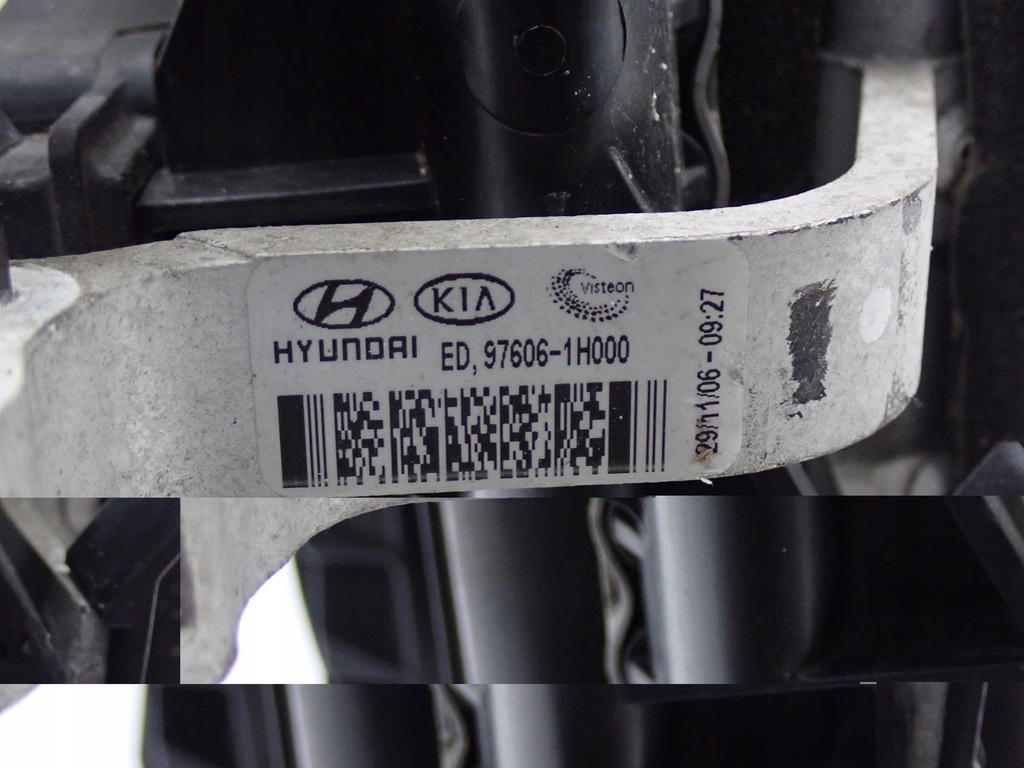 KIA
Visteon
HYUNDAI
ED, 97606-1H000
29/11/06 - 09:27